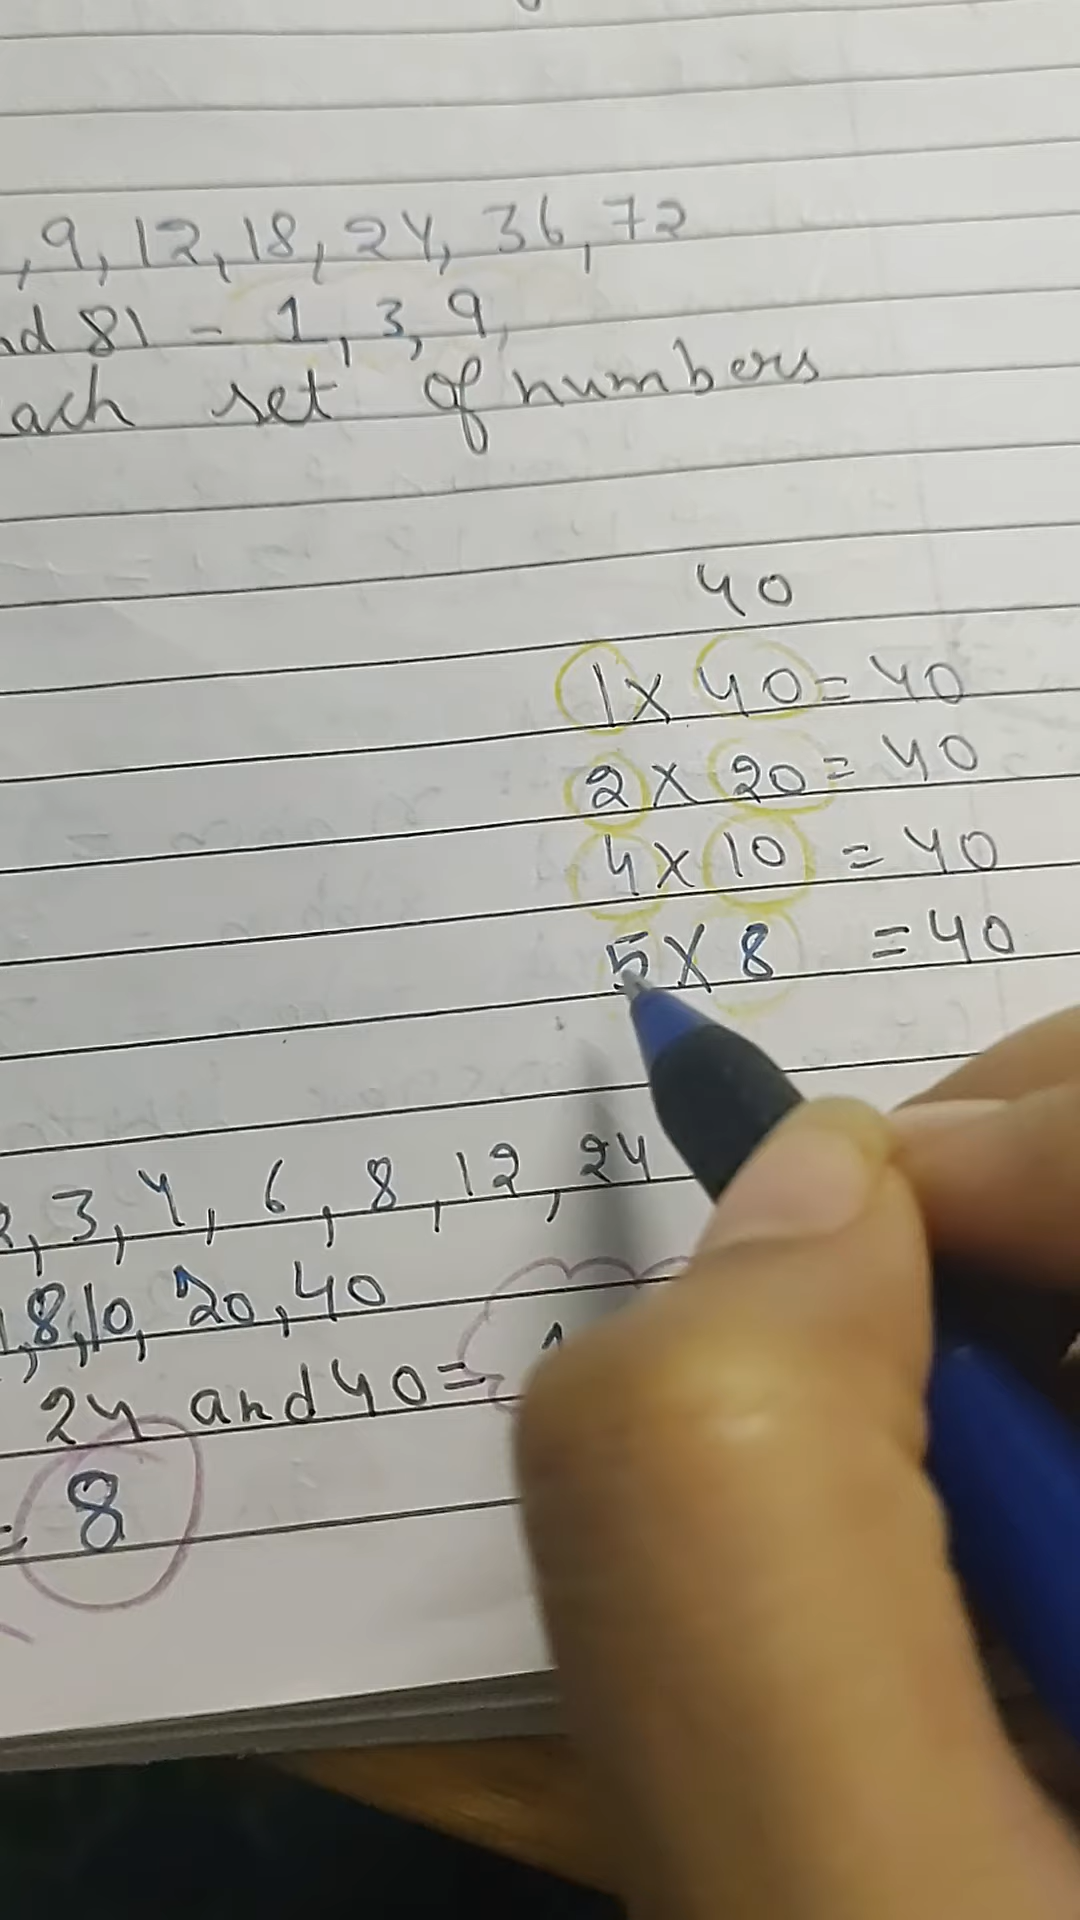 , 9, 12, 18, 24, 36, 72
nd 81 = 1, 3, 9,
ach set of numbers
40
1 X 40 = 40
2 X 20 = 40
4 X 10 = 40
5 X 8 = 40
, 3, 4, 6, 8, 12, 24
, 8, 10, 20, 40
24 and 40 =
= 8